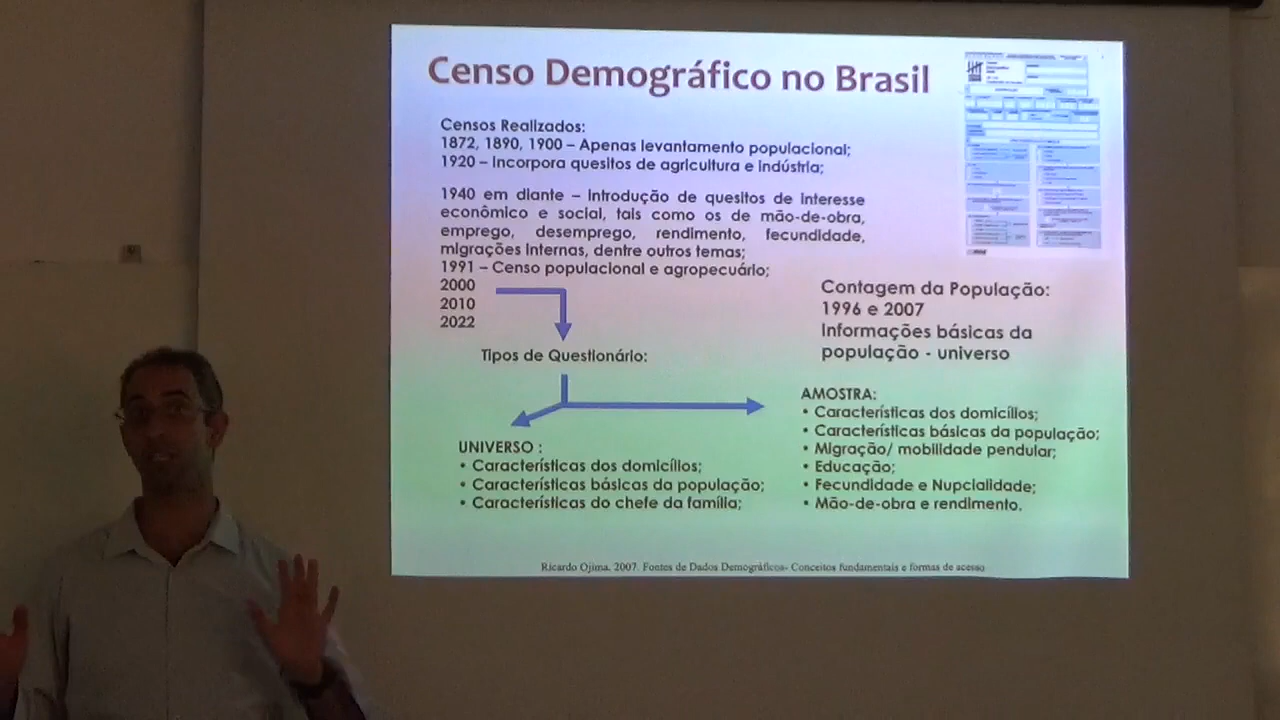 Censo Demográfico no Brasil
Censos Realizados:
1872, 1890, 1900 – Apenas levantamento populacional;
1920 – Incorpora quesitos de agricultura e indústria;
1940 em diante – Introdução de quesitos de interesse
econômico e social, tais como os de mão-de-obra,
emprego, desemprego, rendimento, fecundidade,
migrações internas, dentre outros temas;
1991 – Censo populacional e agropecuário;
2000
2010
2022
Contagem da População:
1996 e 2007
Informações básicas da
população - universo
Tipos de Questionário:
UNIVERSO :
• Características dos domicílios;
• Características básicas da população;
• Características do chefe da família;
AMOSTRA:
• Características dos domicílios;
• Características básicas da população;
• Migração/ mobilidade pendular;
• Educação;
• Fecundidade e Nupcialidade;
• Mão-de-obra e rendimento.
Ricardo Ojima. 2007. Fontes de Dados Demográficos- Conceitos fundamentais e formas de acesso